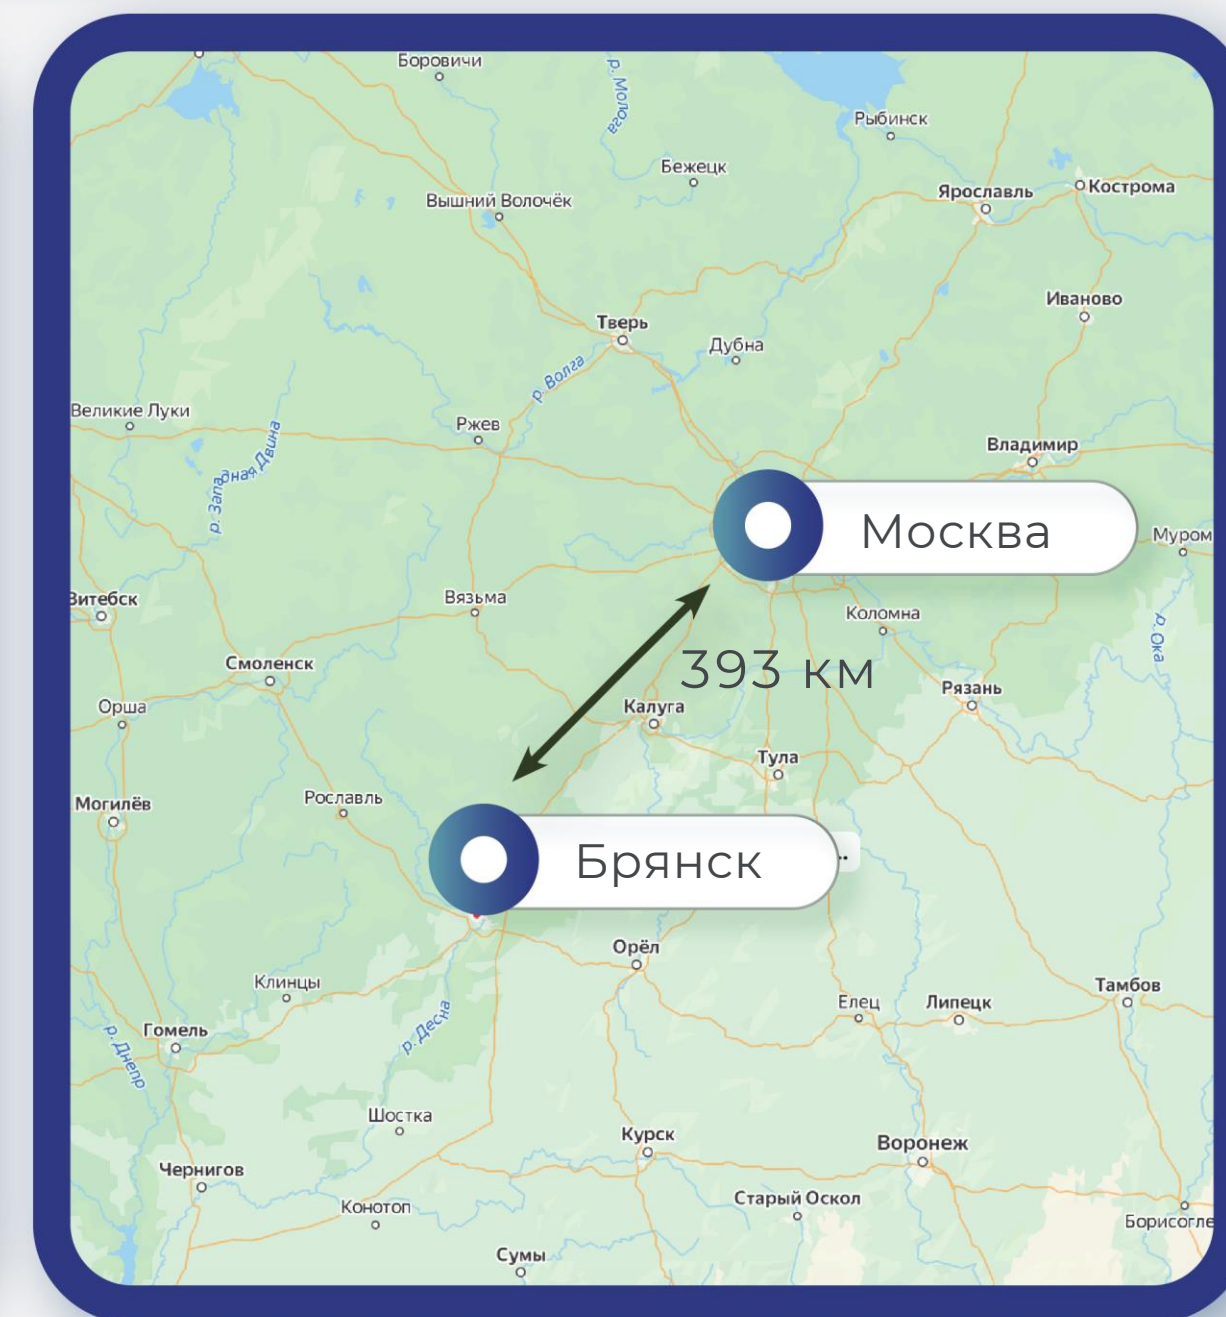 Боровичи
р. Молога
Рыбинск
Бежецк
Ярославль
Кострома
Вышний Волочёк
Иваново
Тверь
Дубна
р. Волга
Великие Луки
Ржев
Владимир
р. Западная Двина
Москва
Муром
Витебск
Вязьма
Коломна
р. Ока
Смоленск
393 км
Рязань
Орша
Калуга
Тула
Могилёв
Рославль
Брянск
..
Орёл
Клинцы
Тамбов
Елец
Липецк
Гомель
р. Десна
р. Днепр
Шостка
Курск
Воронеж
Чернигов
Старый Оскол
Конотоп
Борисогле
Сумы